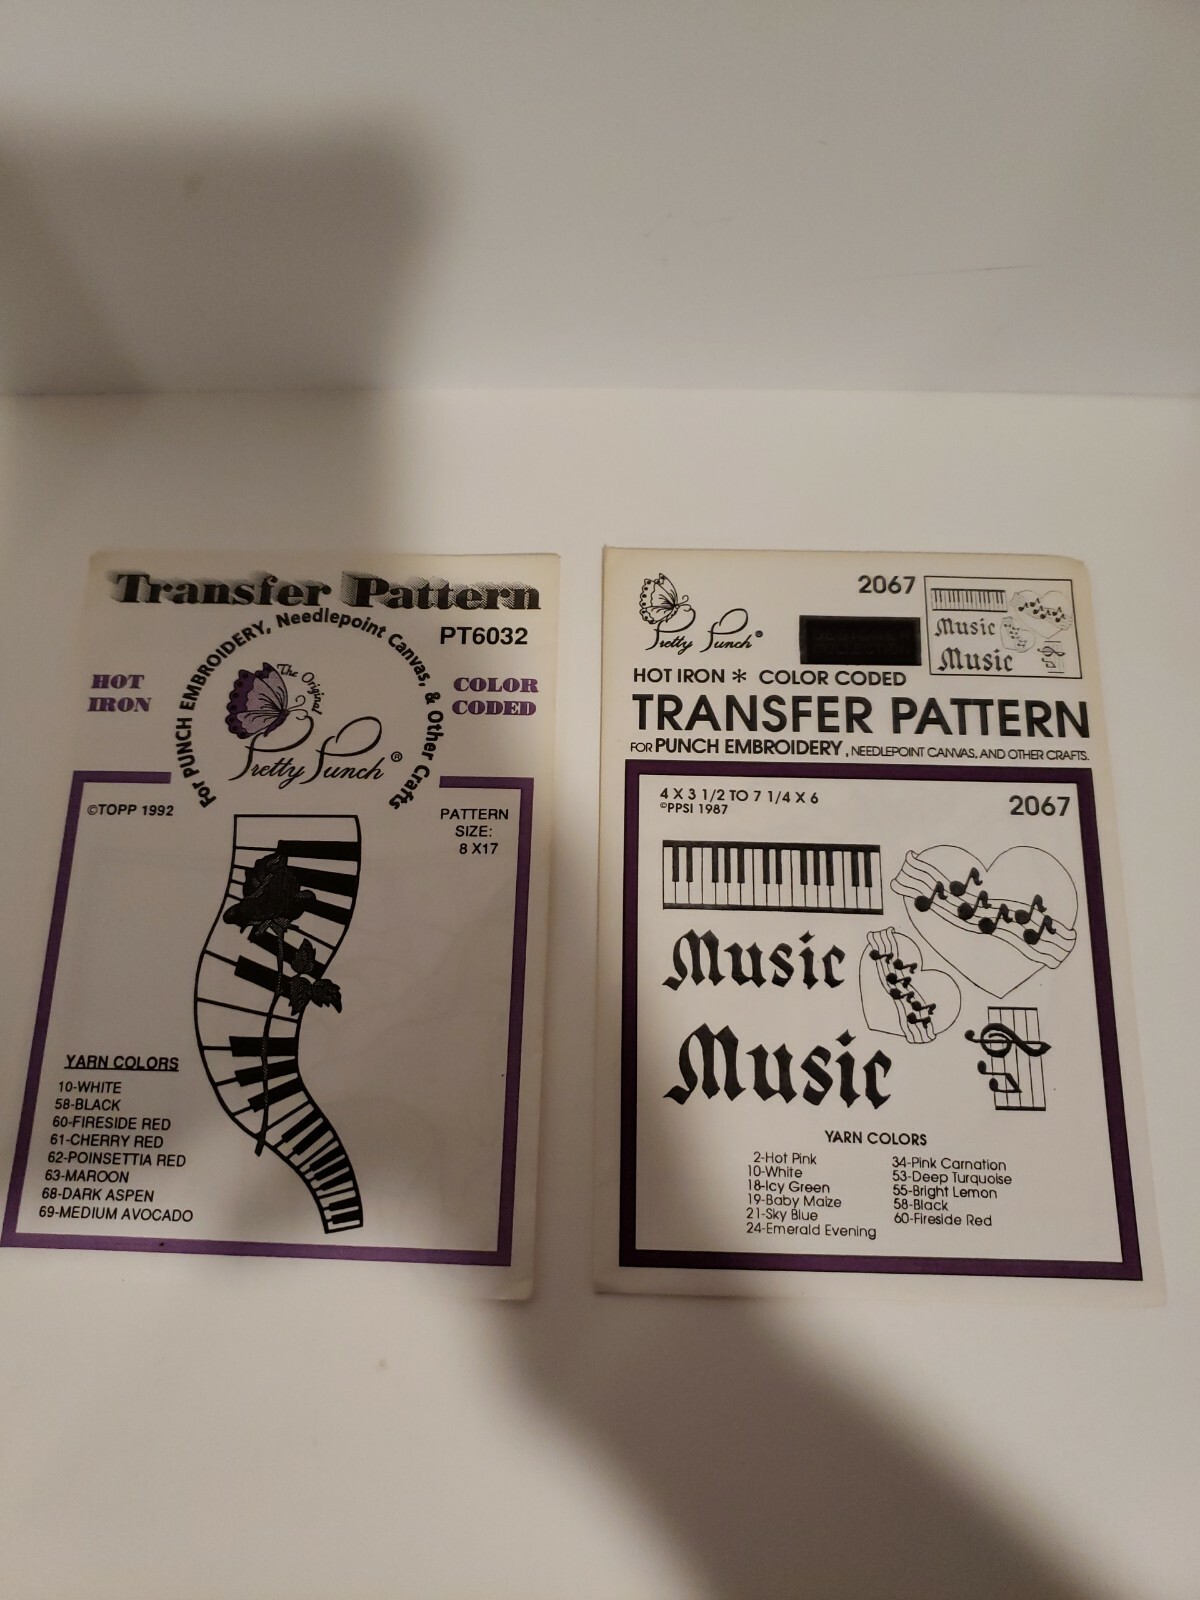 Transfer Pattern
PT6032
For PUNCH EMBROIDERY, Needlepoint Canvas, & Other Crafts
HOT
IRON
The Original
Pretty Punch®
COLOR
CODED
©TOPP 1992
PATTERN
SIZE:
8 X17
YARN COLORS
10-WHITE
58-BLACK
60-FIRESIDE RED
61-CHERRY RED
62-POINSETTIA RED
63-MAROON
68-DARK ASPEN
69-MEDIUM AVOCADO
2067
Pretty Punch®
Music
Music
HOT IRON * COLOR CODED
TRANSFER PATTERN
FOR PUNCH EMBROIDERY, NEEDLEPOINT CANVAS, AND OTHER CRAFTS.
4 X 3 1/2 TO 7 1/4 X 6
©PPSI 1987
2067
Music
Music
YARN COLORS
2-Hot Pink
10-White
18-Icy Green
19-Baby Maize
21-Sky Blue
24-Emerald Evening
34-Pink Carnation
53-Deep Turquoise
55-Bright Lemon
58-Black
60-Fireside Red